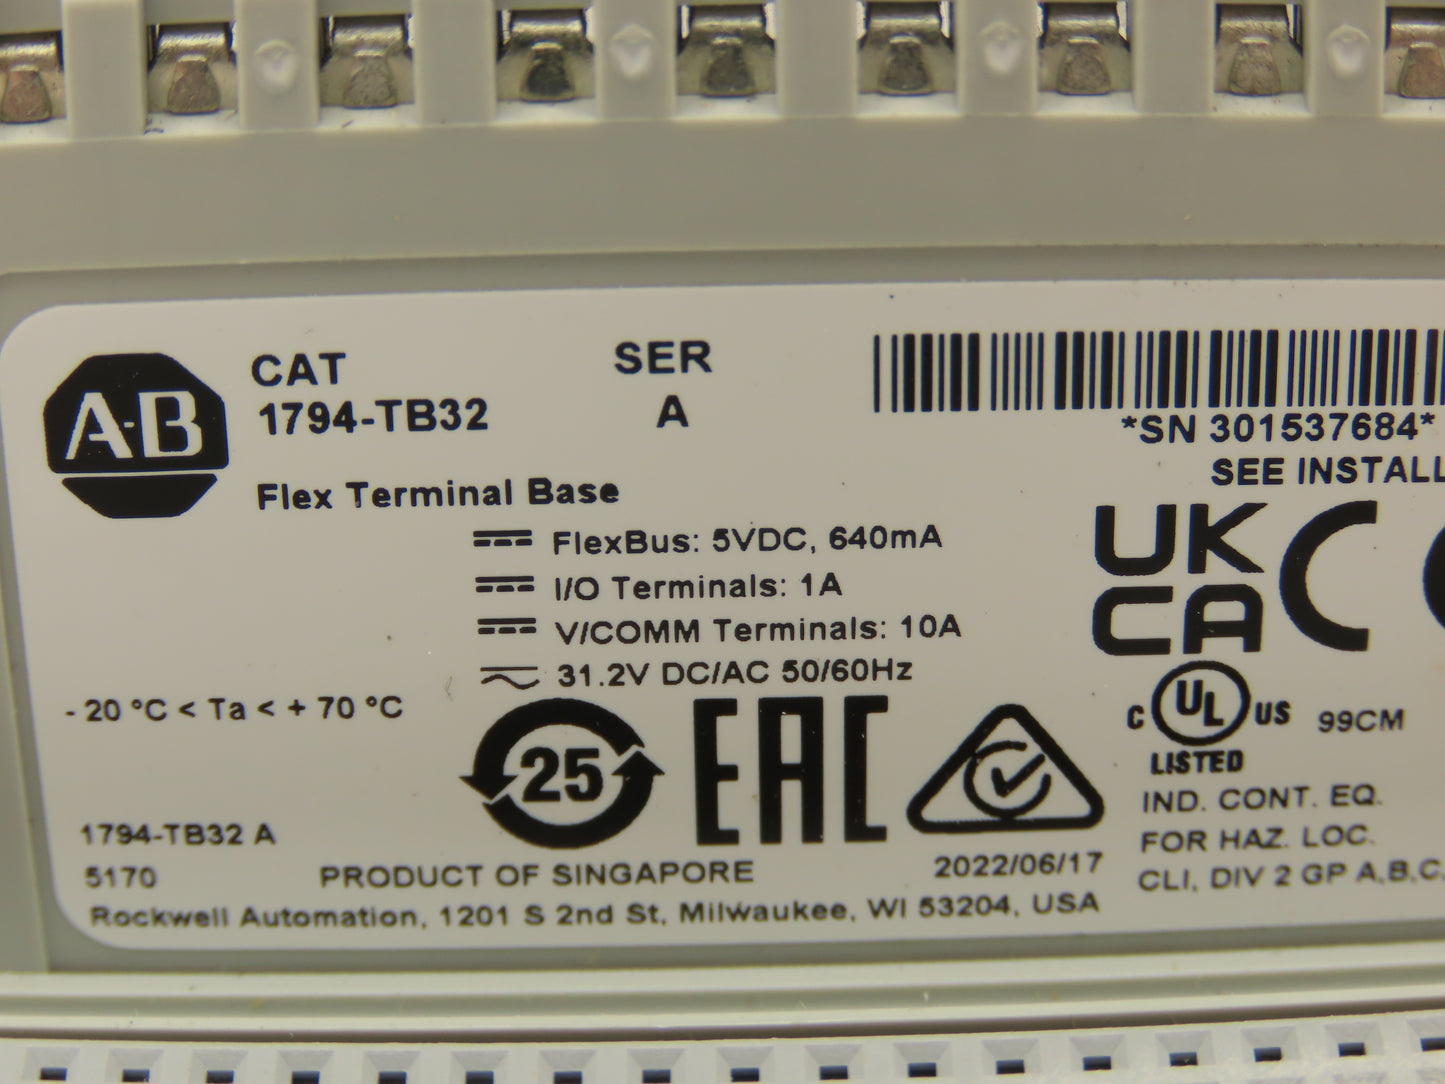 A-B
CAT
1794-TB32
SER
A
Flex Terminal Base
FlexBus: 5VDC, 640mA
I/O Terminals: 1A
V/COMM Terminals: 10A
31.2V DC/AC 50/60Hz
- 20 °C < Ta < + 70 °C
*SN 301537684*
SEE INSTALL
UK
CA
C
C UL US 99CM
LISTED
IND. CONT. EQ.
FOR HAZ. LOC.
CLI, DIV 2 GP A,B,C,
25
EAC
1794-TB32 A
5170
PRODUCT OF SINGAPORE
2022/06/17
Rockwell Automation, 1201 S 2nd St, Milwaukee, WI 53204, USA